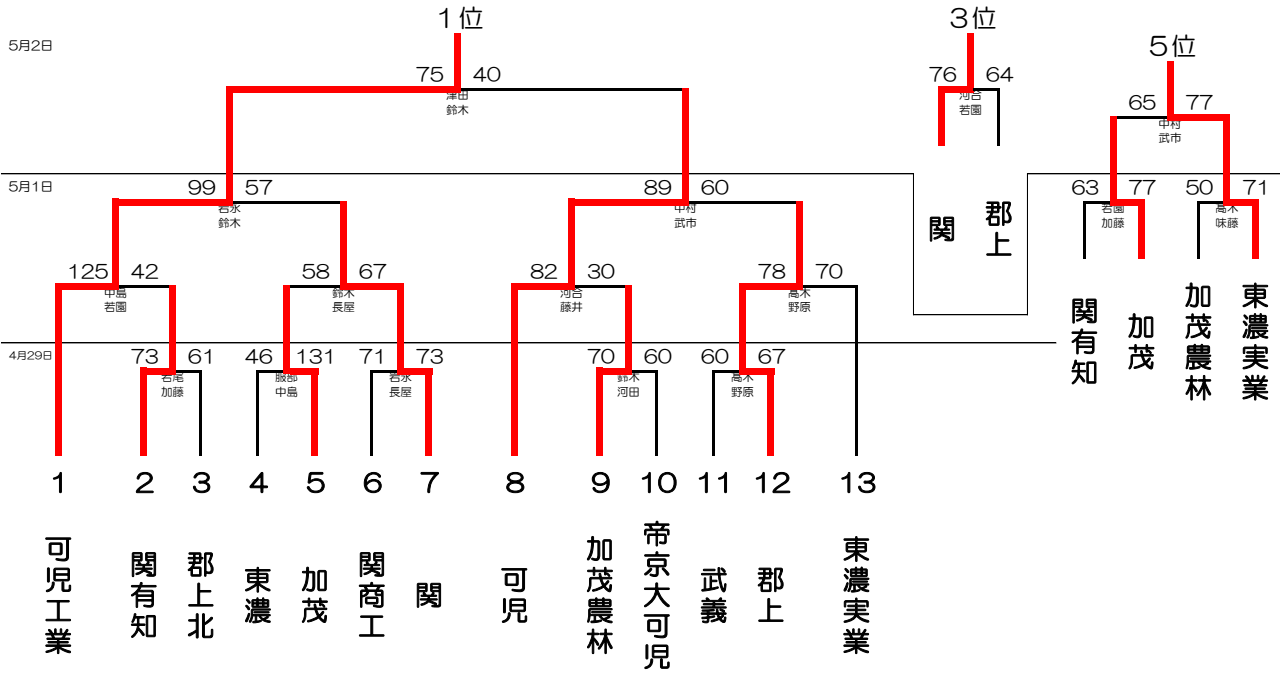 1位
3位
5月2日
5位
75 40
津田
鈴木
76 64
河合
若園
65 77
中村
武市
5月1日
99 57
若永
鈴木
89 60
中村
武市
63 77
若園
加藤
50 71
高木
味藤
関
郡上
125 42
中島
若園
58 67
鈴木
長屋
82 30
河合
藤井
78 70
高木
野原
関有知
加茂
加茂農林
東濃実業
4月29日
73 61
若尾
加藤
46 131
服部
中島
71 73
若永
長屋
70 60
鈴木
河田
60 67
高木
野原
1 2 3 4 5 6 7 8 9 10 11 12 13
可児工業
関有知
郡上北
東濃
加茂
関商工
関
可児
加茂農林
帝京大可児
武義
郡上
東濃実業